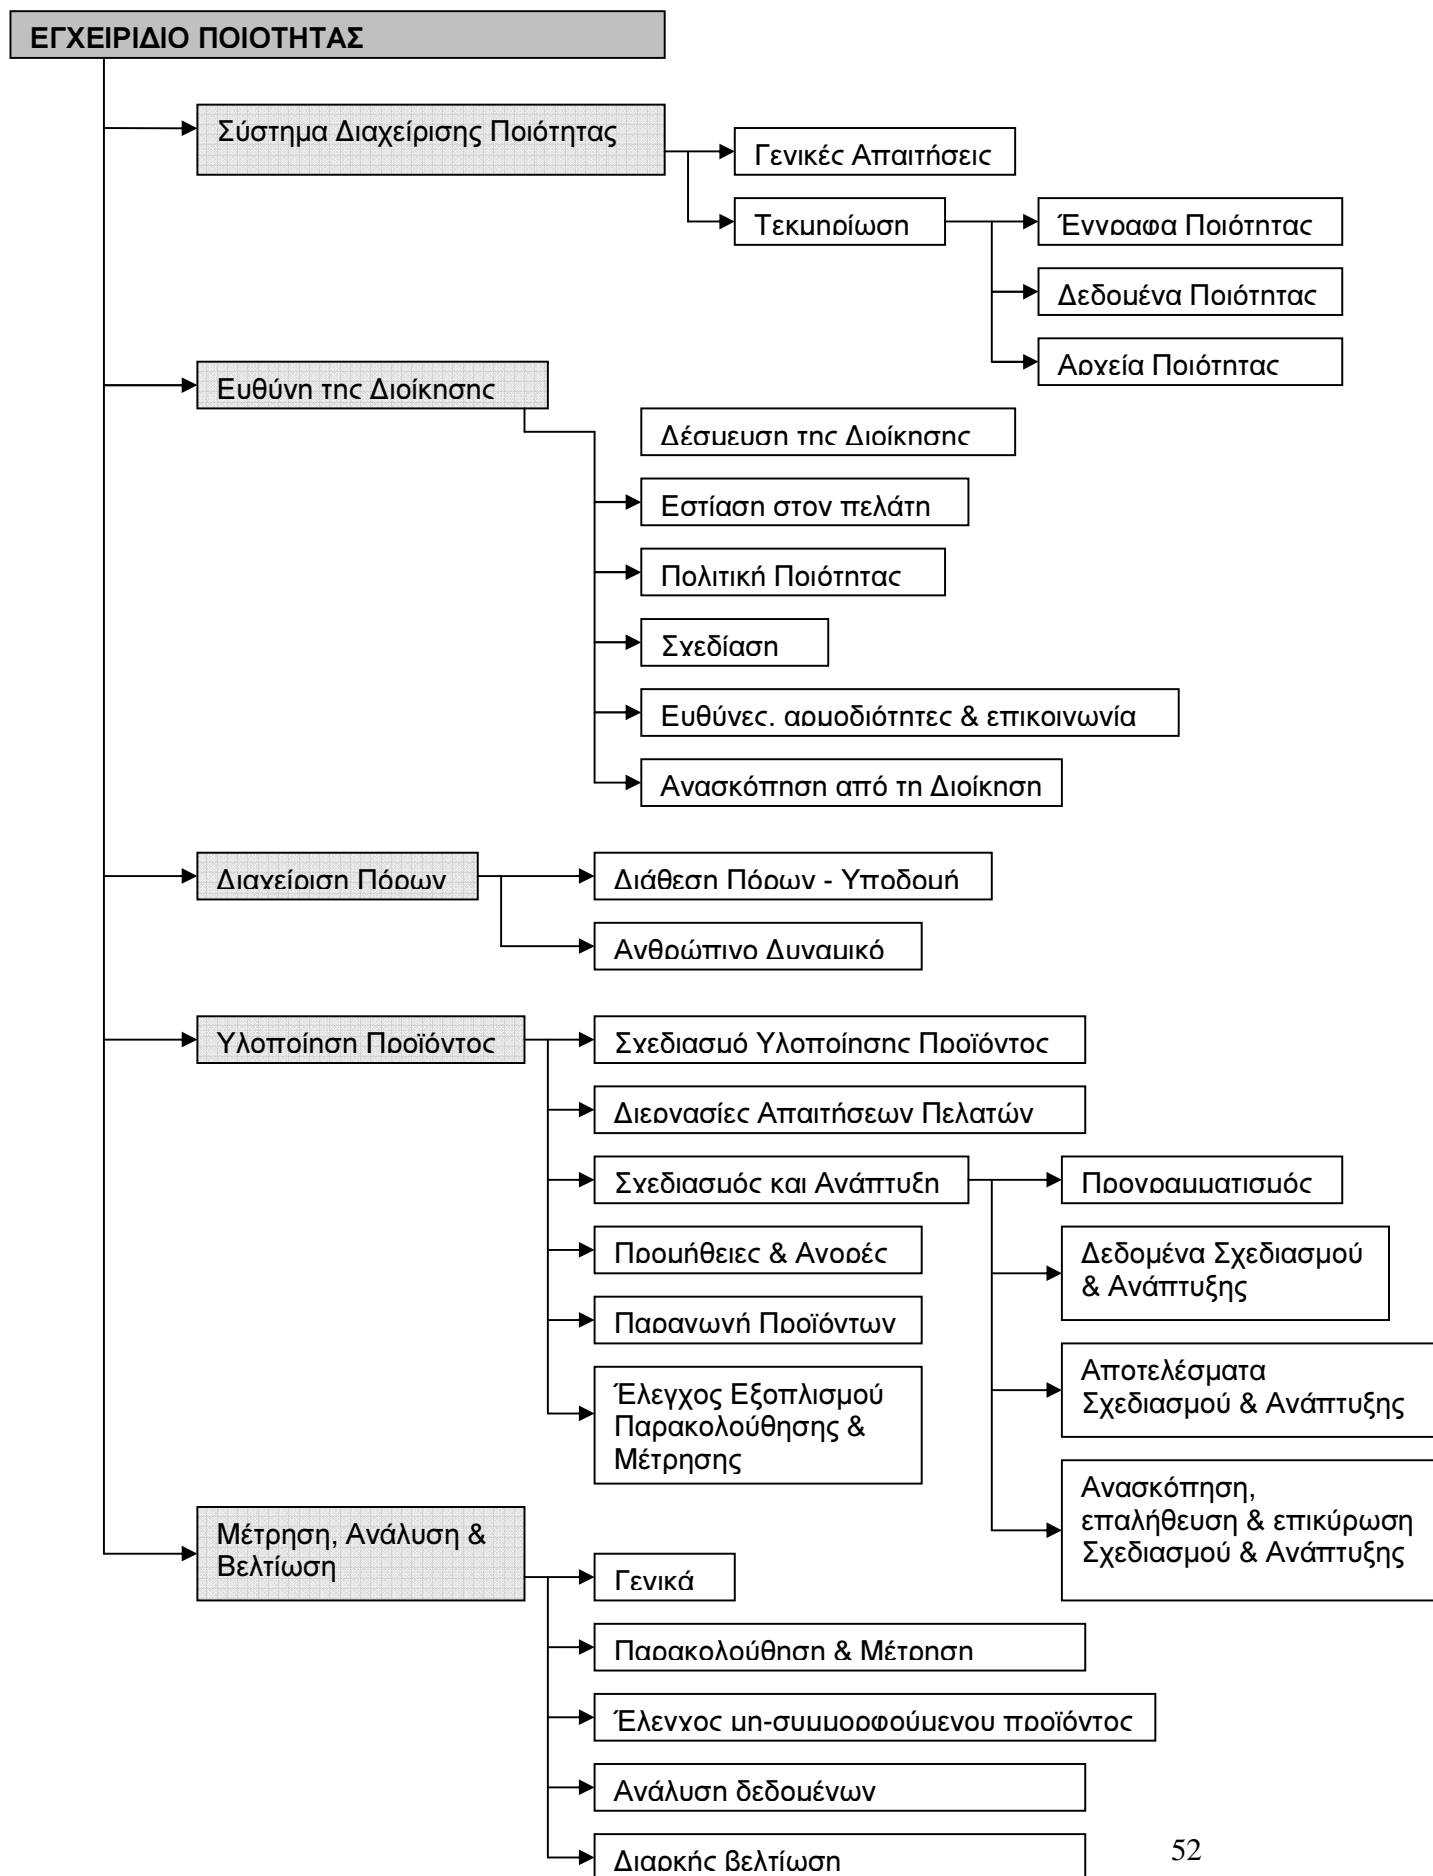 ΕΓΧΕΙΡΙΔΙΟ ΠΟΙΟΤΗΤΑΣ
Σύστημα Διαχείρισης Ποιότητας
Γενικές Απαιτήσεις
Τεκμηρίωση
Έγγραφα Ποιότητας
Δεδομένα Ποιότητας
Αρχεία Ποιότητας
Ευθύνη της Διοίκησης
Δέσμευση της Διοίκησης
Εστίαση στον πελάτη
Πολιτική Ποιότητας
Σχεδίαση
Ευθύνες, αρμοδιότητες & επικοινωνία
Ανασκόπηση από τη Διοίκηση
Διαχείριση Πόρων
Διάθεση Πόρων - Υποδομή
Ανθρώπινο Δυναμικό
Υλοποίηση Προϊόντος
Σχεδιασμό Υλοποίησης Προϊόντος
Διεργασίες Απαιτήσεων Πελατών
Σχεδιασμός και Ανάπτυξη
Προγραμματισμός
Δεδομένα Σχεδιασμού
& Ανάπτυξης
Αποτελέσματα
Σχεδιασμού & Ανάπτυξης
Ανασκόπηση,
επαλήθευση & επικύρωση
Σχεδιασμού & Ανάπτυξης
Προμήθειες & Αγορές
Παραγωγή Προϊόντων
Έλεγχος Εξοπλισμού
Παρακολούθησης &
Μέτρησης
Μέτρηση, Ανάλυση &
Βελτίωση
Γενικά
Παρακολούθηση & Μέτρηση
Έλεγχος μη-συμμορφούμενου προϊόντος
Ανάλυση δεδομένων
Διαρκής βελτίωση
52